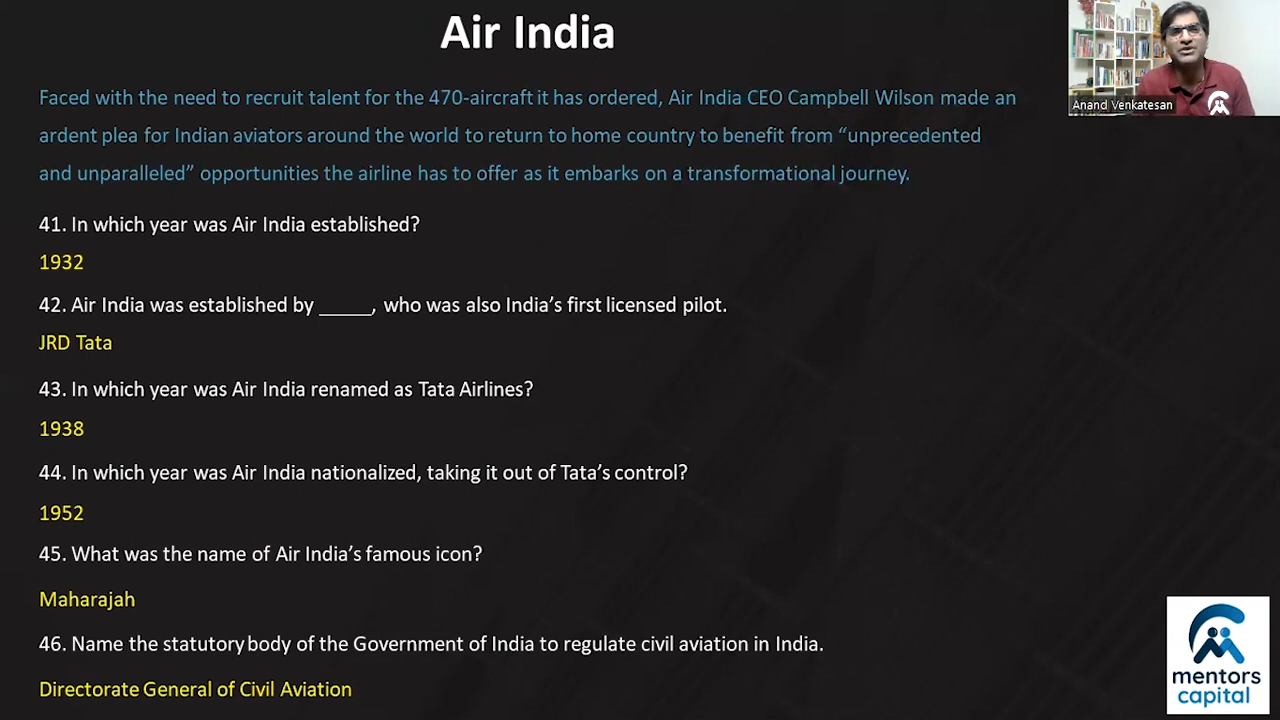 Air India
Anand Venkatesan
Faced with the need to recruit talent for the 470-aircraft it has ordered, Air India CEO Campbell Wilson made an
ardent plea for Indian aviators around the world to return to home country to benefit from “unprecedented
and unparalleled” opportunities the airline has to offer as it embarks on a transformational journey.
41. In which year was Air India established?
1932
42. Air India was established by _____, who was also India’s first licensed pilot.
JRD Tata
43. In which year was Air India renamed as Tata Airlines?
1938
44. In which year was Air India nationalized, taking it out of Tata’s control?
1952
45. What was the name of Air India’s famous icon?
Maharajah
46. Name the statutory body of the Government of India to regulate civil aviation in India.
Directorate General of Civil Aviation
mentors
capital